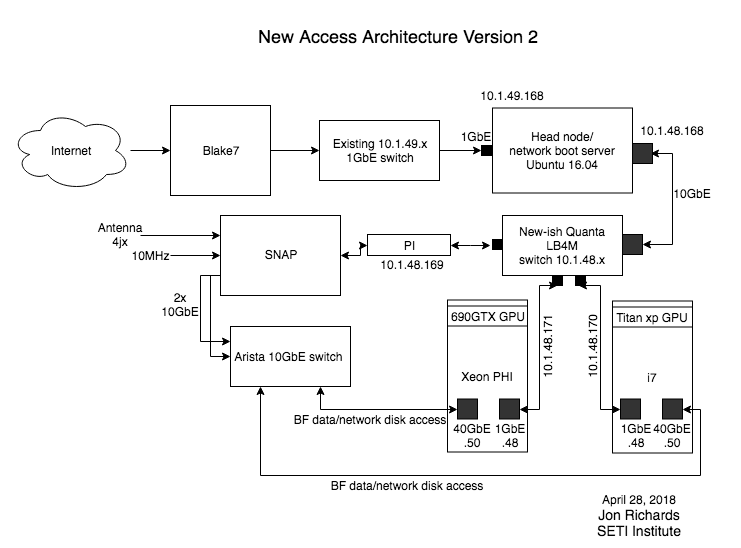 New Access Architecture Version 2
10.1.49.168
Internet
Blake7
Existing 10.1.49.x
1GbE switch
1GbE
Head node/
network boot server
Ubuntu 16.04
10.1.48.168
10GbE
Antenna
4jx
10MHz
SNAP
PI
10.1.48.169
New-ish Quanta
LB4M
switch 10.1.48.x
2x
10GbE
Arista 10GbE switch
690GTX GPU
Xeon PHI
40GbE
.50
1GbE
.48
10.1.48.171
10.1.48.170
Titan xp GPU
i7
1GbE
.48
40GbE
.50
BF data/network disk access
BF data/network disk access
April 28, 2018
Jon Richards
SETI Institute